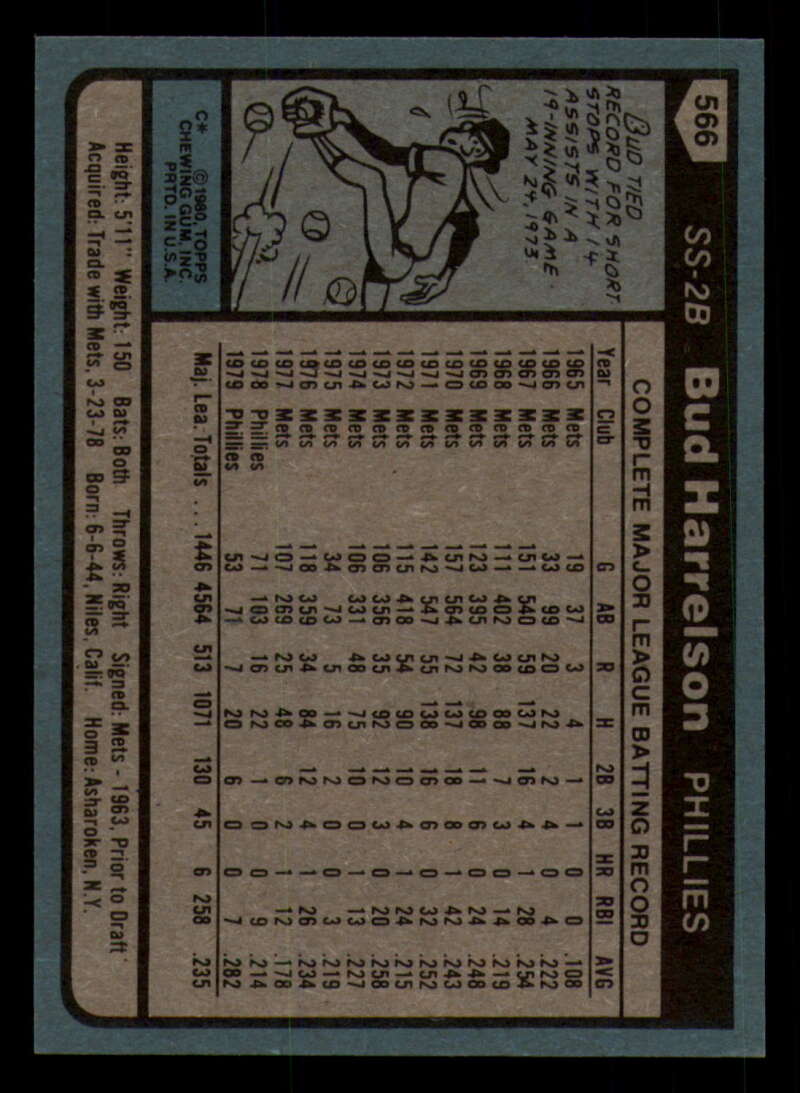 566 SS-2B Bud Harrelson PHILLIES
BUD TIED
RECORD FOR SHORT
STOPS WITH 14
ASSISTS IN A
19-INNING GAME
MAY 24, 1973
C* ©1980, TOPPS
CHEWING GUM, INC.
PRTD. IN U.S.A.
COMPLETE MAJOR LEAGUE BATTING RECORD
Year Club G AB R H 2B 3B HR RBI AVG
1965 Mets 19 37 3 4 1 1 0 0 .108
1966 Mets 33 99 20 22 2 4 0 4 .222
1967 Mets 151 540 59 137 16 4 1 28 .254
1968 Mets 111 402 38 88 7 3 0 14 .219
1969 Mets 123 395 42 98 11 6 0 24 .248
1970 Mets 157 564 72 137 18 8 1 42 .243
1971 Mets 142 547 55 138 16 6 0 32 .252
1972 Mets 115 418 54 90 10 4 1 24 .215
1973 Mets 106 356 35 92 12 3 0 20 .258
1974 Mets 106 331 48 75 10 0 1 13 .227
1975 Mets 34 73 5 16 2 0 0 3 .219
1976 Mets 118 359 34 84 12 4 1 26 .234
1977 Mets 107 269 25 48 6 2 1 12 .178
1978 Phillies 71 103 16 22 1 0 0 9 .214
1979 Phillies 53 71 7 20 6 0 0 7 .282
Maj. Lea. Totals ... 1446 4564 513 1071 130 45 6 258 .235
Height: 5'11" Weight: 150 Bats: Both Throws: Right Signed: Mets - 1963, Prior to Draft
Acquired: Trade with Mets, 3-23-78 Born: 6-6-44, Niles, Calif. Home: Asharoken, N.Y.